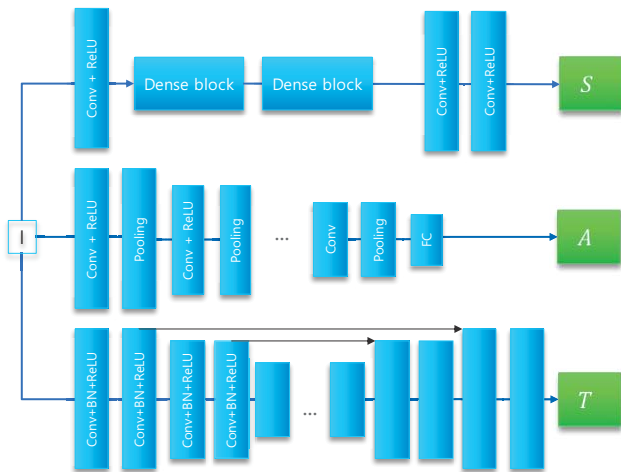 Conv + ReLU
Dense block
Dense block
Conv+ReLU
Conv+ReLU
S
I
Conv + ReLU
Pooling
Conv + ReLU
Pooling
...
Conv
Pooling
FC
A
Conv+BN+ReLU
Conv+BN+ReLU
Conv+BN+ReLU
Conv+BN+ReLU
...
T